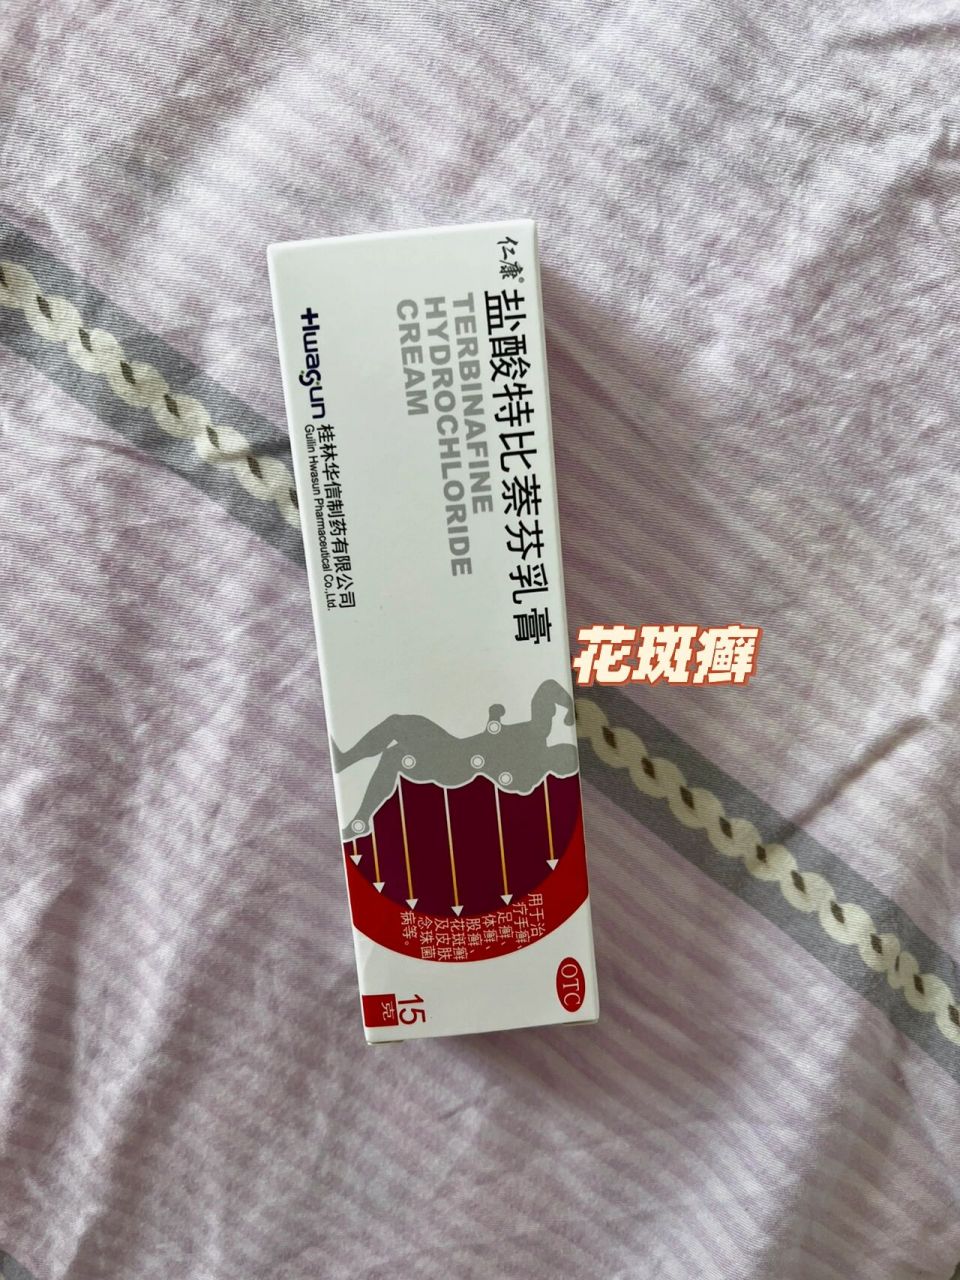 仁康®
盐酸特比萘芬乳膏
TERBINAFINE
HYDROCHLORIDE
CREAM
Hwasun
桂林华信制药有限公司
Guilin Hwasun Pharmaceutical Co.,Ltd.
花斑癣
用于治
疗手癣、
足癣、
体癣、
股癣、
花斑癣
及皮肤
念珠菌
病等。
OTC
15
克